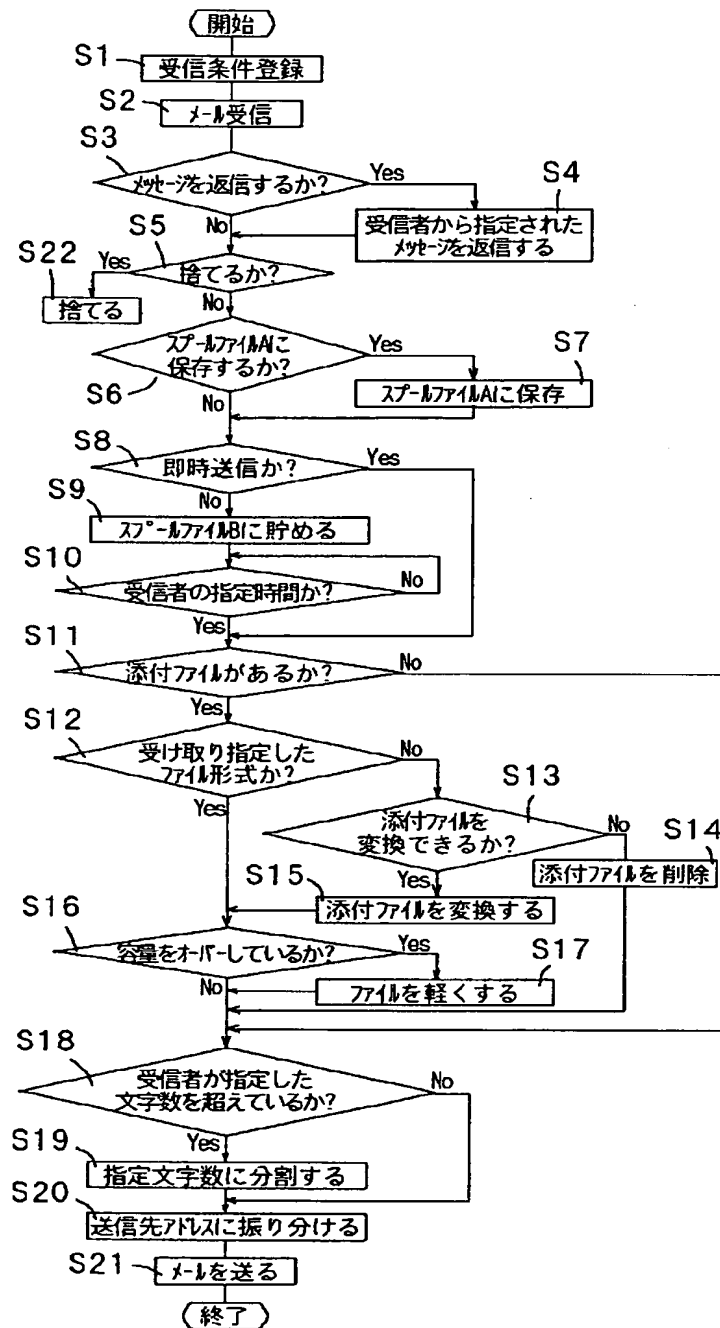 開始
S1
受信条件登録
S2
メール受信
S3
メッセージを返信するか?
Yes
No
S4
受信者から指定された
メッセージを返信する
S5
捨てるか?
Yes
No
S22
捨てる
スプールファイルAに
保存するか?
S6
Yes
No
S7
スプールファイルAに保存
S8
即時送信か?
Yes
No
S9
スプールファイルBに貯める
S10
受信者の指定時間か?
No
Yes
S11
添付ファイルがあるか?
No
Yes
S12
受け取り指定した
ファイル形式か?
No
Yes
S13
添付ファイルを
変換できるか?
No
Yes
S14
添付ファイルを削除
S15
添付ファイルを変換する
S16
容量をオーバーしているか?
Yes
No
S17
ファイルを軽くする
S18
受信者が指定した
文字数を超えているか?
No
Yes
S19
指定文字数に分割する
S20
送信先アドレスに振り分ける
S21
メールを送る
終了